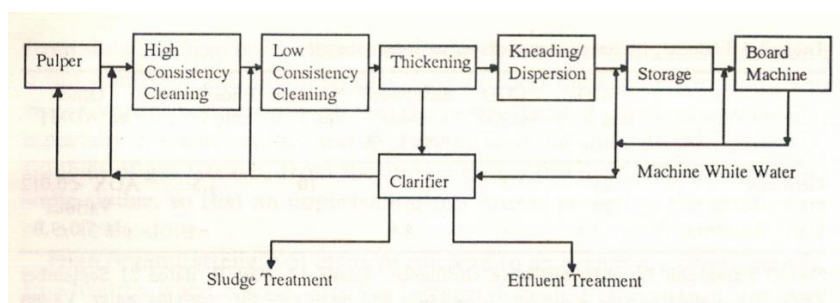 Pulper
High
Consistency
Cleaning
Low
Consistency
Cleaning
Thickening
Kneading/
Dispersion
Storage
Board
Machine
Clarifier
Machine White Water
Sludge Treatment
Effluent Treatment